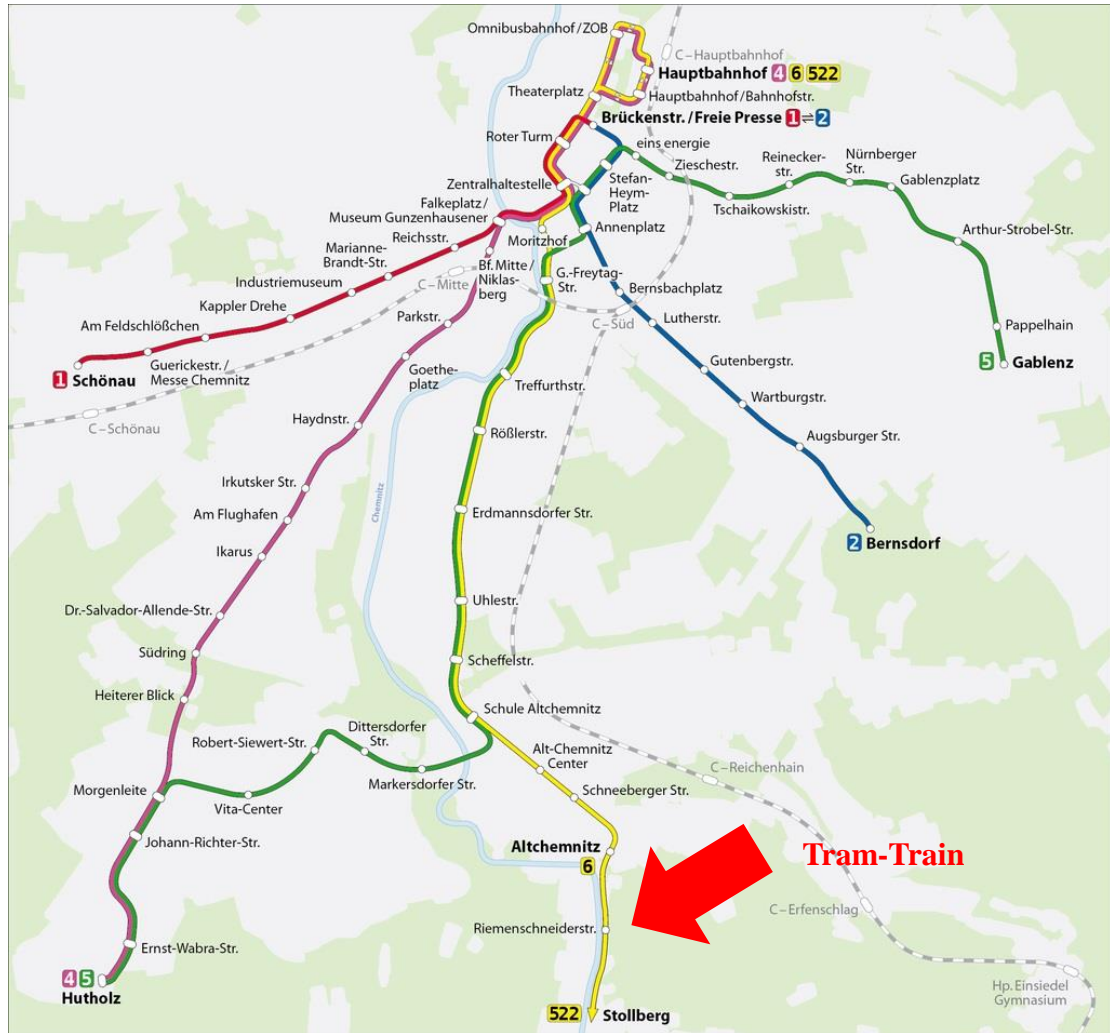 Omnibusbahnhof/ZOB
C–Hauptbahnhof
Hauptbahnhof 4 6 522
Theaterplatz
Hauptbahnhof/Bahnhofstr.
Brückenstr./Freie Presse 1⇌2
Roter Turm
eins energie
Zieschestr.
Reinecker-
str.
Nürnberger
Str.
Gablenzplatz
Zentralhaltestelle
Stefan-
Heym-
Platz
Tschaikowskistr.
Falkeplatz/
Museum Gunzenhausener
Annenplatz
Arthur-Strobel-Str.
Reichsstr.
Moritzhof
Marianne-
Brandt-Str.
Bf. Mitte/
Niklas-
berg
G.-Freytag-
Str.
C–Mitte
Industriemuseum
Bernsbachplatz
Kappler Drehe
Parkstr.
C–Süd
Lutherstr.
Am Feldschlößchen
Pappelhain
Guerickestr./
Messe Chemnitz
1 Schönau
Goethe-
platz
Gutenbergstr.
5 Gablenz
Treffurthstr.
Wartburgstr.
C–Schönau
Haydnstr.
Rößlerstr.
Augsburger Str.
Irkutsker Str.
Chemnitz
Am Flughafen
Erdmannsdorfer Str.
2 Bernsdorf
Ikarus
Dr.-Salvador-Allende-Str.
Uhlestr.
Südring
Scheffelstr.
Heiterer Blick
Schule Altchemnitz
Robert-Siewert-Str.
Dittersdorfer
Str.
Alt-Chemnitz
Center
C–Reichenhain
Morgenleite
Vita-Center
Markersdorfer Str.
Schneeberger Str.
Johann-Richter-Str.
Altchemnitz
6
Tram-Train
C–Erfenschlag
Riemenschneiderstr.
Ernst-Wabra-Str.
4 5
Hutholz
Hp. Einsiedel
Gymnasium
522 Stollberg